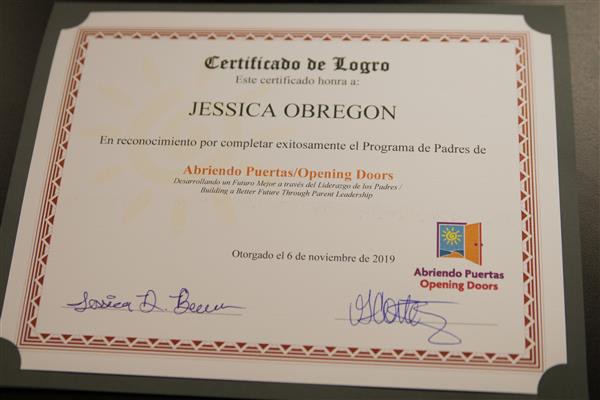 Certificado de Logro
Este certificado honra a:
JESSICA OBREGON
En reconocimiento por completar exitosamente el Programa de Padres de
Abriendo Puertas/Opening Doors
Desarrollando un Futuro Mejor a través del Liderazgo de los Padres /
Building a Better Future Through Parent Leadership
Otorgado el 6 de noviembre de 2019
Abriendo Puertas
Opening Doors
Jessica D.